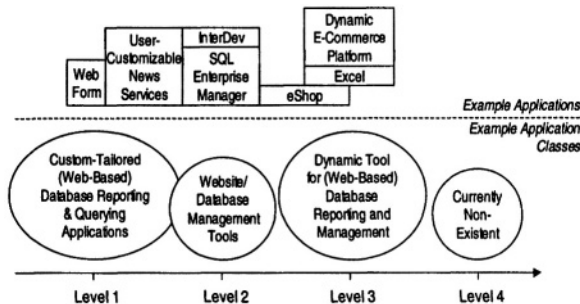 Web
Form
User-
Customizable
News
Services
InterDev
SQL
Enterprise
Manager
eShop
Dynamic
E-Commerce
Platform
Excel
Example Applications
Example Application
Classes
Custom-Tailored
(Web-Based)
Database Reporting
& Querying
Applications
Website/
Database
Management
Tools
Dynamic Tool
for (Web-Based)
Database
Reporting and
Management
Currently
Non-
Existent
Level 1
Level 2
Level 3
Level 4